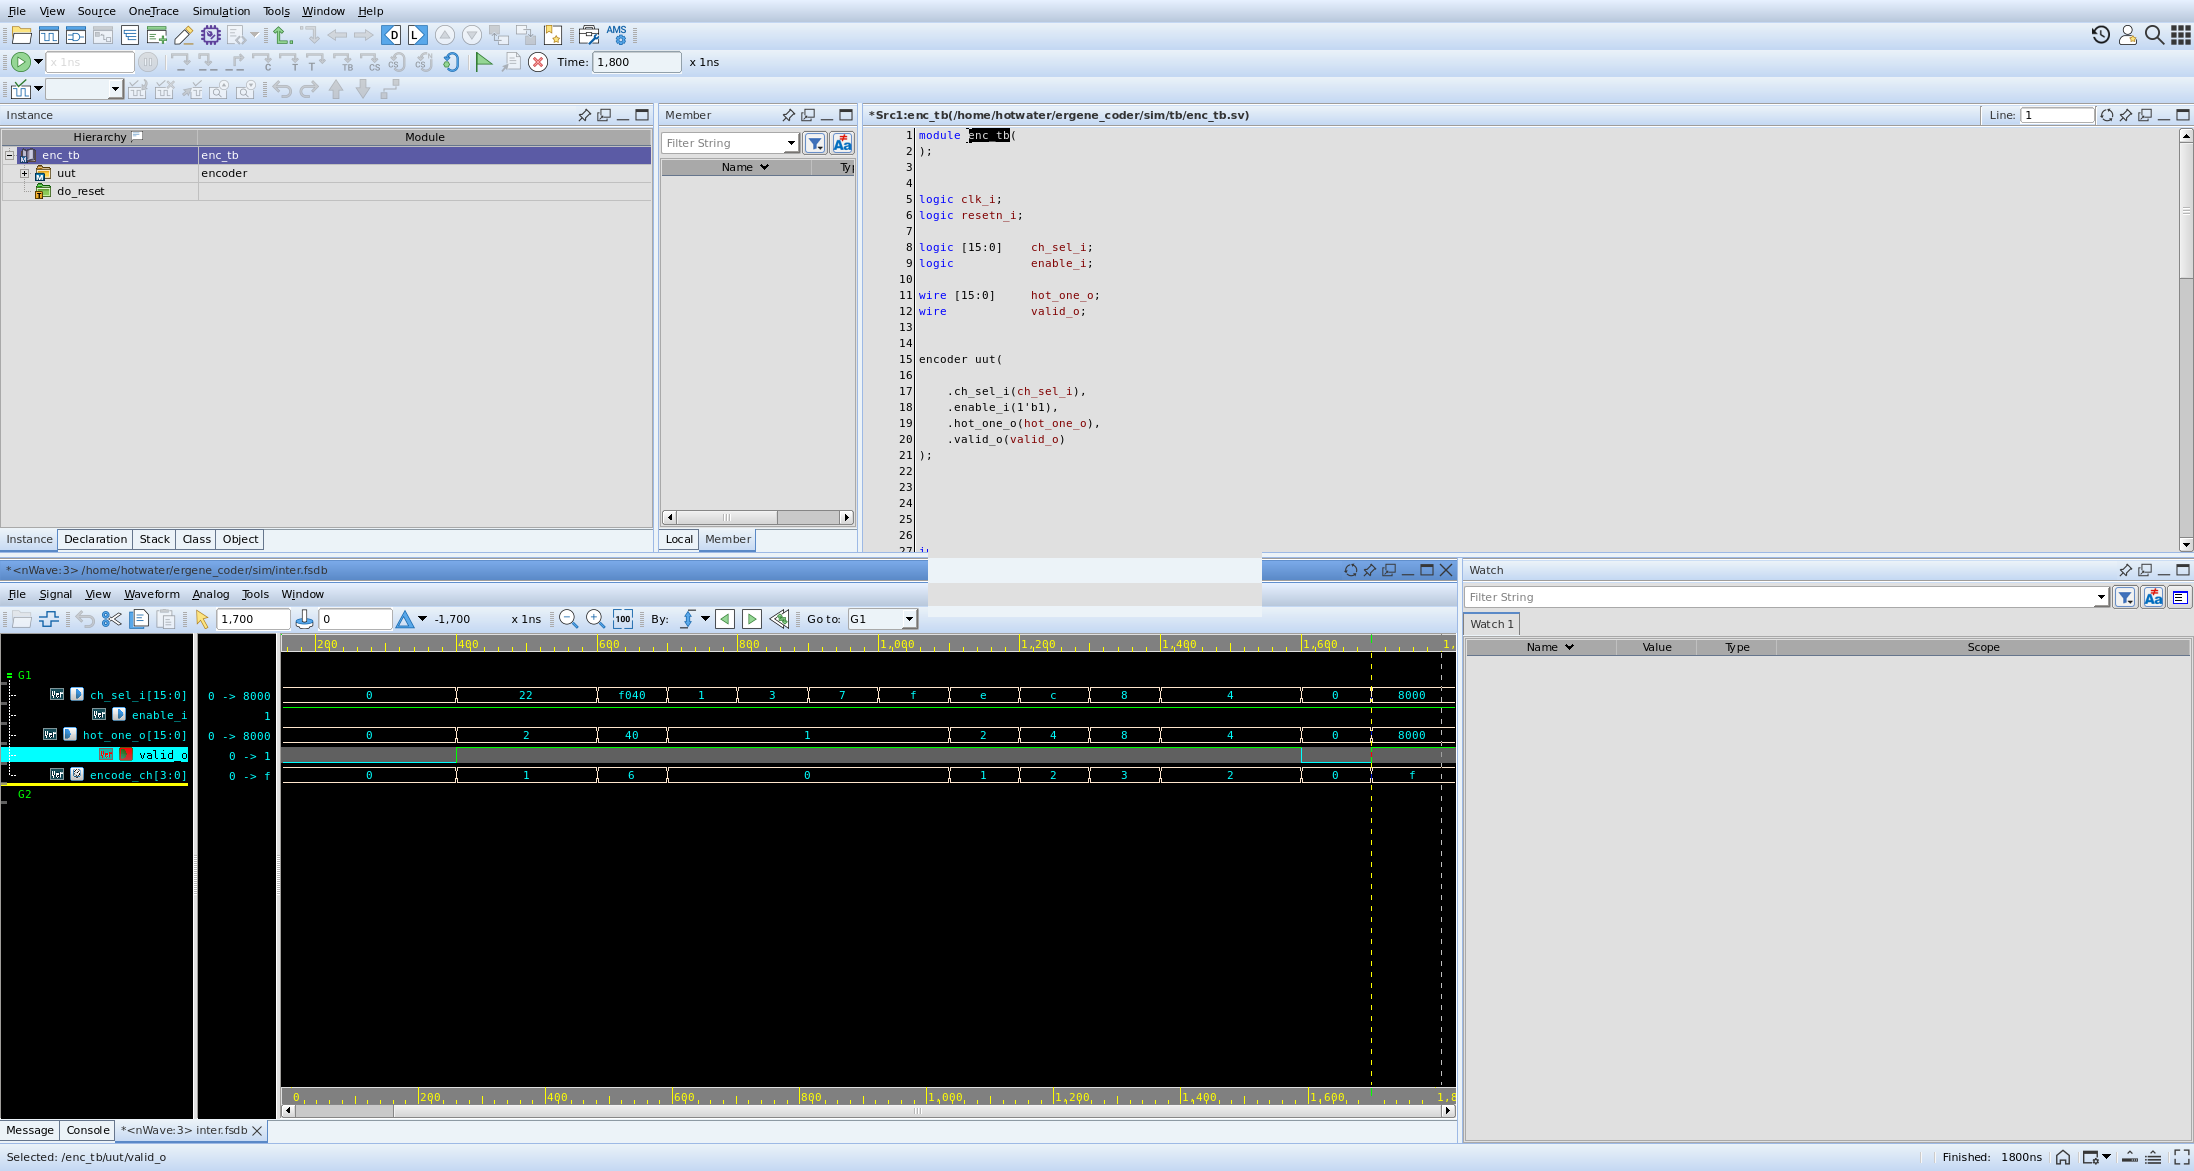 File View Source OneTrace Simulation Tools Window Help
D L AMS
x 1ns Time: 1,800 x 1ns
Instance
Hierarchy Module
enc_tb enc_tb
uut encoder
do_reset
Instance Declaration Stack Class Object
Member
Filter String Aa
Name Ty
Local Member
*Src1:enc_tb(/home/hotwater/ergene_coder/sim/tb/enc_tb.sv) Line: 1
1 module enc_tb(
2 );
3
4
5 logic clk_i;
6 logic resetn_i;
7
8 logic [15:0] ch_sel_i;
9 logic enable_i;
10
11 wire [15:0] hot_one_o;
12 wire valid_o;
13
14
15 encoder uut(
16
17 .ch_sel_i(ch_sel_i),
18 .enable_i(1'b1),
19 .hot_one_o(hot_one_o),
20 .valid_o(valid_o)
21 );
22
23
24
25
26
27
*<nWave:3> /home/hotwater/ergene_coder/sim/inter.fsdb
File Signal View Waveform Analog Tools Window
1,700 0 -1,700 x 1ns 100 By: Go to: G1
200 400 600 800 1,000 1,200 1,400 1,600 1,
G1
ch_sel_i[15:0] 0 -> 8000 0 22 f040 1 3 7 f e c 8 4 0 8000
enable_i 1
hot_one_o[15:0] 0 -> 8000 0 2 40 1 2 4 8 4 0 8000
valid_o 0 -> 1
encode_ch[3:0] 0 -> f 0 1 6 0 1 2 3 2 0 f
G2
0 200 400 600 800 1,000 1,200 1,400 1,600 1,8
Message Console *<nWave:3> inter.fsdb
Watch
Filter String Aa
Watch 1
Name Value Type Scope
Selected: /enc_tb/uut/valid_o Finished: 1800ns